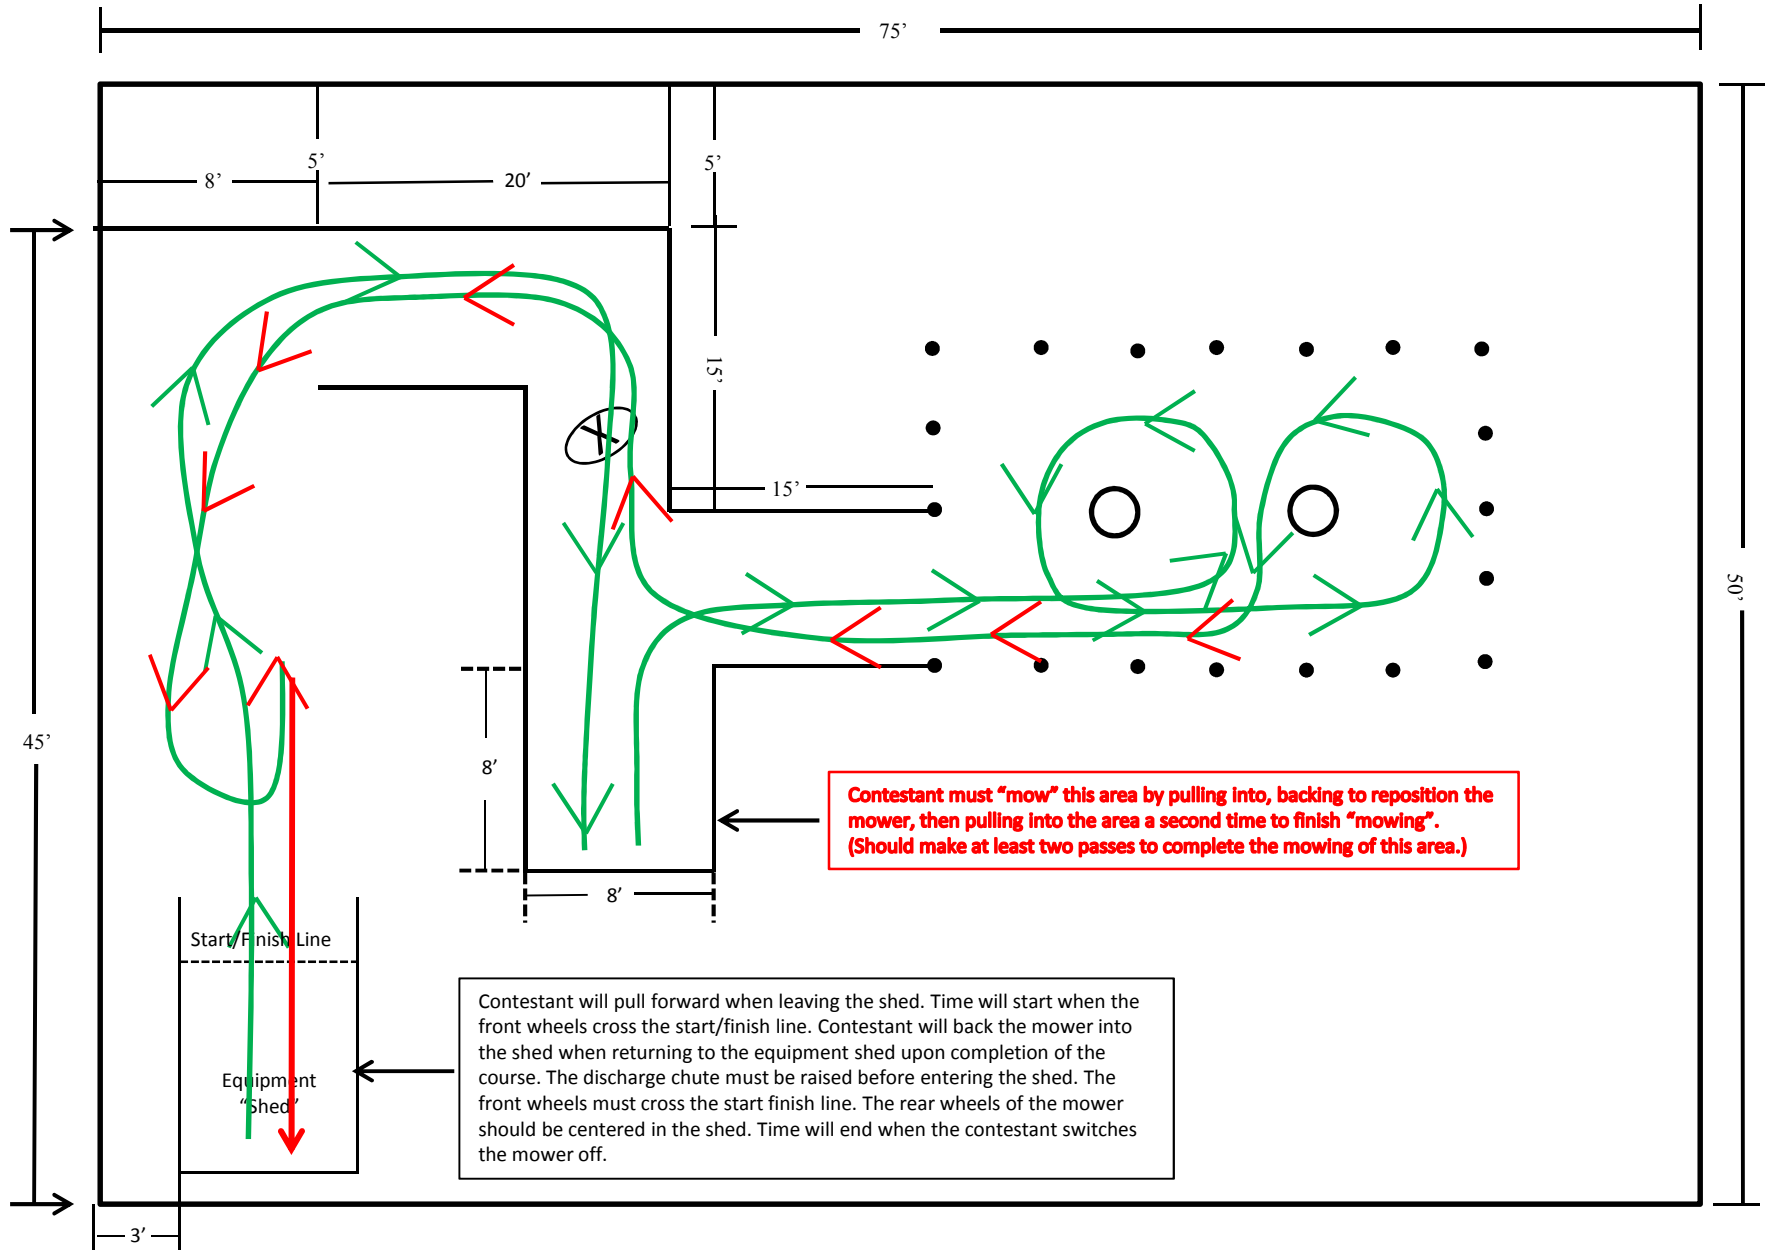 75’
5’
5’
8’
20’
15’
15’
50’
45’
8’
8’
X
Contestant must “mow” this area by pulling into, backing to reposition the
mower, then pulling into the area a second time to finish “mowing”.
(Should make at least two passes to complete the mowing of this area.)
Start/Finish Line
Contestant will pull forward when leaving the shed. Time will start when the
front wheels cross the start/finish line. Contestant will back the mower into
the shed when returning to the equipment shed upon completion of the
course. The discharge chute must be raised before entering the shed. The
front wheels must cross the start finish line. The rear wheels of the mower
should be centered in the shed. Time will end when the contestant switches
the mower off.
Equipment
“Shed’
3’